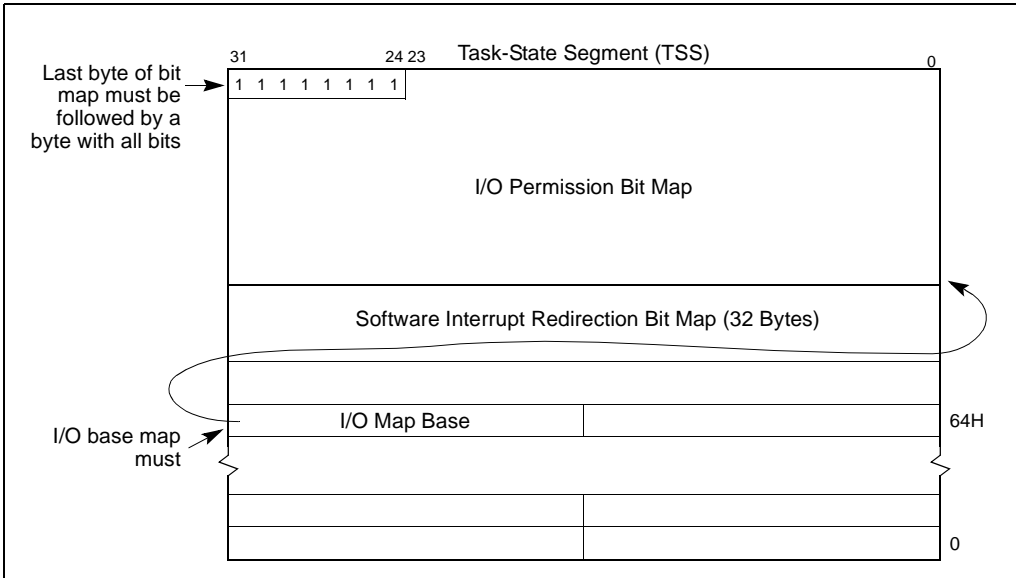 Task-State Segment (TSS)
31
24 23
0
Last byte of bit
map must be
followed by a
byte with all bits
1 1 1 1 1 1 1 1
I/O Permission Bit Map
Software Interrupt Redirection Bit Map (32 Bytes)
I/O Map Base
64H
I/O base map
must
0